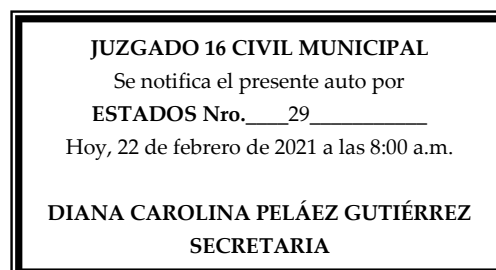 JUZGADO 16 CIVIL MUNICIPAL
Se notifica el presente auto por
ESTADOS Nro.____29___________
Hoy, 22 de febrero de 2021 a las 8:00 a.m.
DIANA CAROLINA PELÁEZ GUTIÉRREZ
SECRETARIA